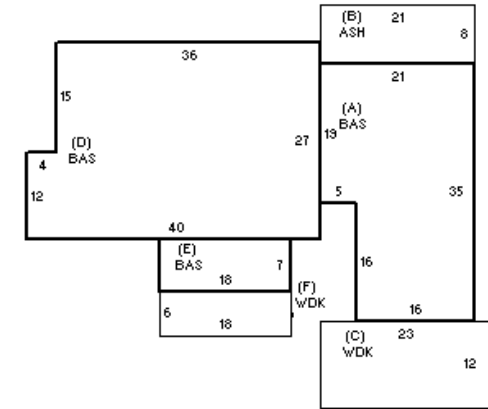 (B) 21
ASH 8
36
21
15
(A)
BAS
27 19
(D)
BAS
4
5
12
35
40
(E)
BAS 7
16
18
(F)
WDK
6
18
16
(C) 23
WDK
12